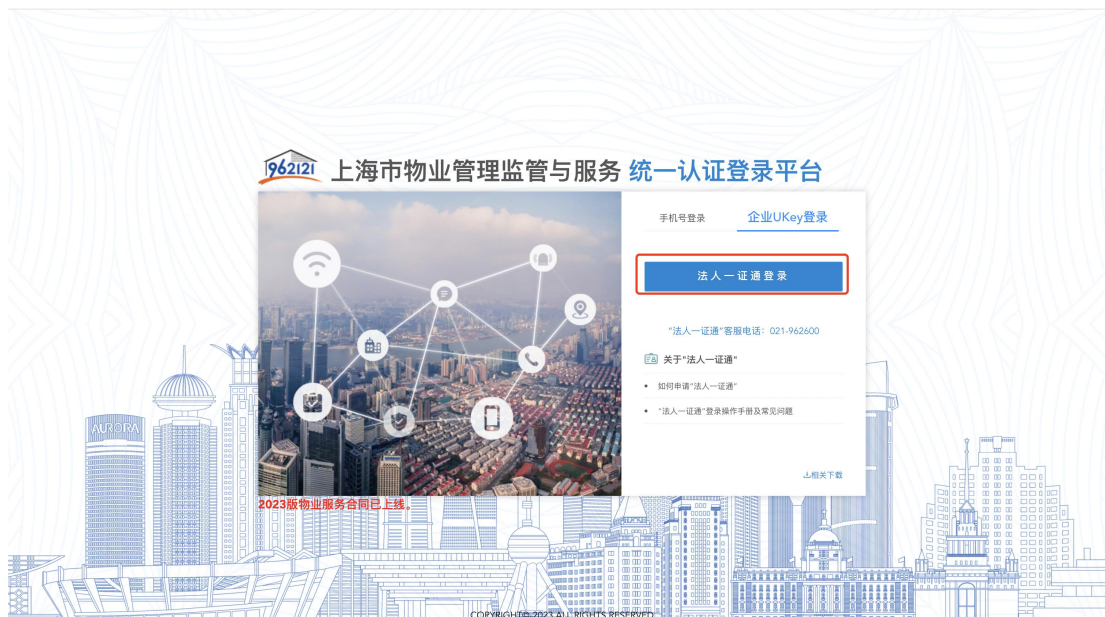 962121 上海市物业管理监管与服务 统一认证登录平台
手机号登录 企业UKey登录
法人一证通登录
"法人一证通"客服电话：021-962600
关于"法人一证通"
• 如何申请"法人一证通"
• "法人一证通"登录操作手册及常见问题
AURORA
相关下载
2023版物业服务合同已上线。
COPYRIGHT© 2023 ALL RIGHTS RESERVED